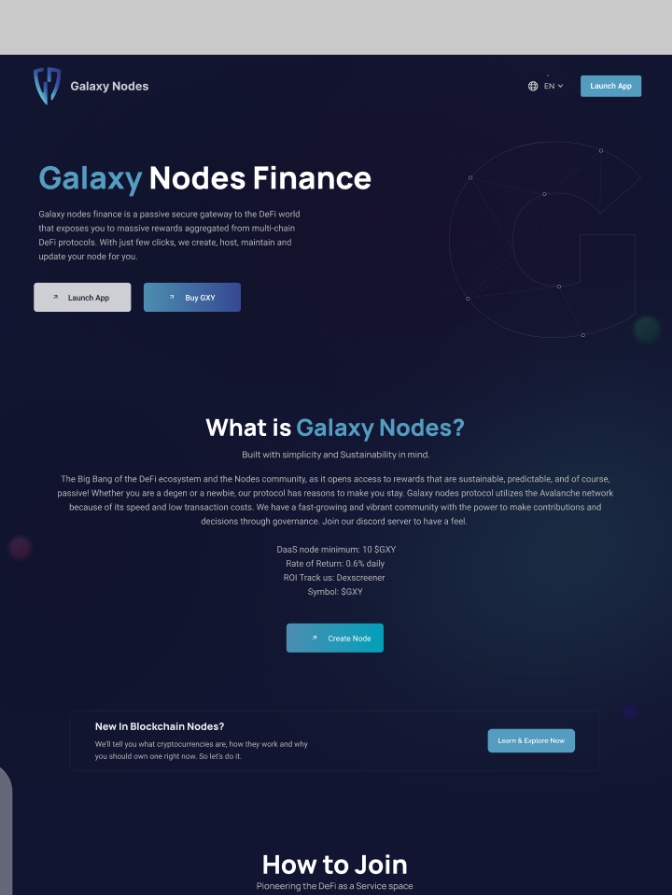 Galaxy Nodes
EN
Launch App
Galaxy Nodes Finance
Galaxy nodes finance is a passive secure gateway to the DeFi world
that exposes you to massive rewards aggregated from multi-chain
DeFi protocols. With just few clicks, we create, host, maintain and
update your node for you.
Launch App
Buy GXY
What is Galaxy Nodes?
Built with simplicity and Sustainability in mind.
The Big Bang of the DeFi ecosystem and the Nodes community, as it opens access to rewards that are sustainable, predictable, and of course,
passive! Whether you are a degen or a newbie, our protocol has reasons to make you stay. Galaxy nodes protocol utilizes the Avalanche network
because of its speed and low transaction costs. We have a fast-growing and vibrant community with the power to make contributions and
decisions through governance. Join our discord server to have a feel.
DaaS node minimum: 10 $GXY
Rate of Return: 0.6% daily
ROI Track us: Dexscreener
Symbol: $GXY
Create Node
New In Blockchain Nodes?
We'll tell you what cryptocurrencies are, how they work and why
you should own one right now. So let's do it.
Learn & Explore Now
How to Join
Pioneering the DeFi as a Service space